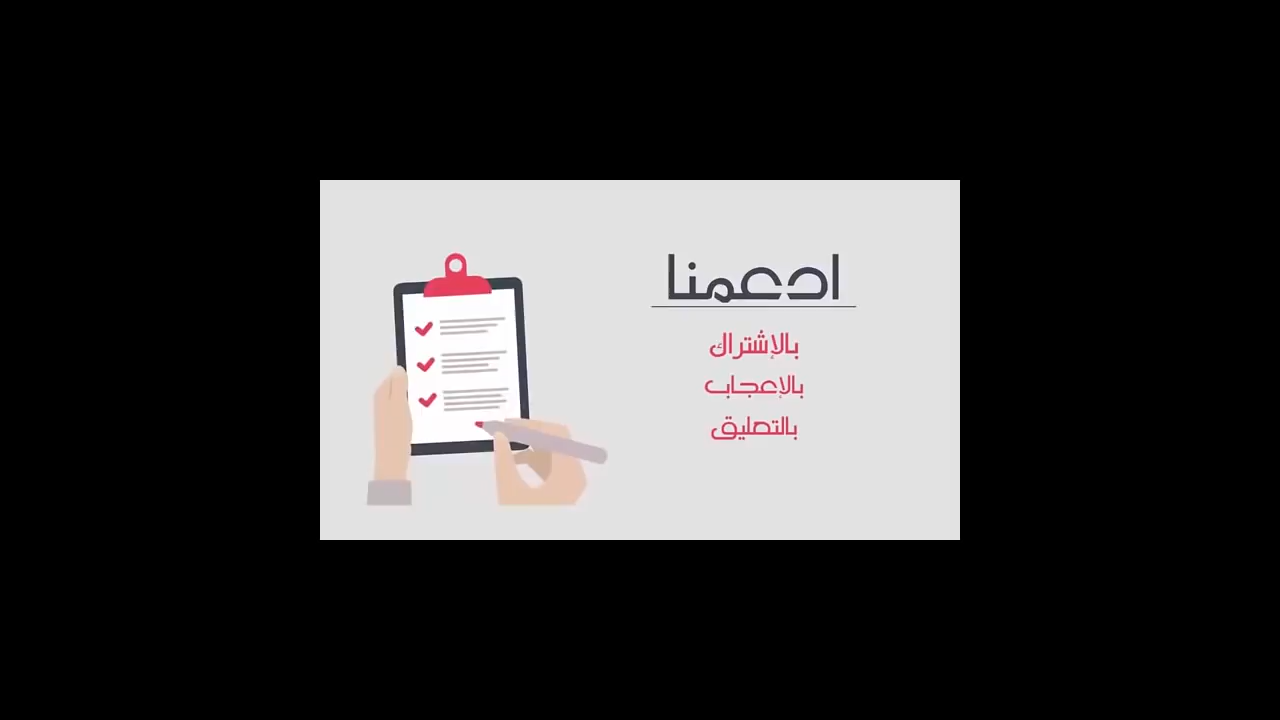 ادعمنا
بالإشتراك
بالإعجاب
بالتعليق